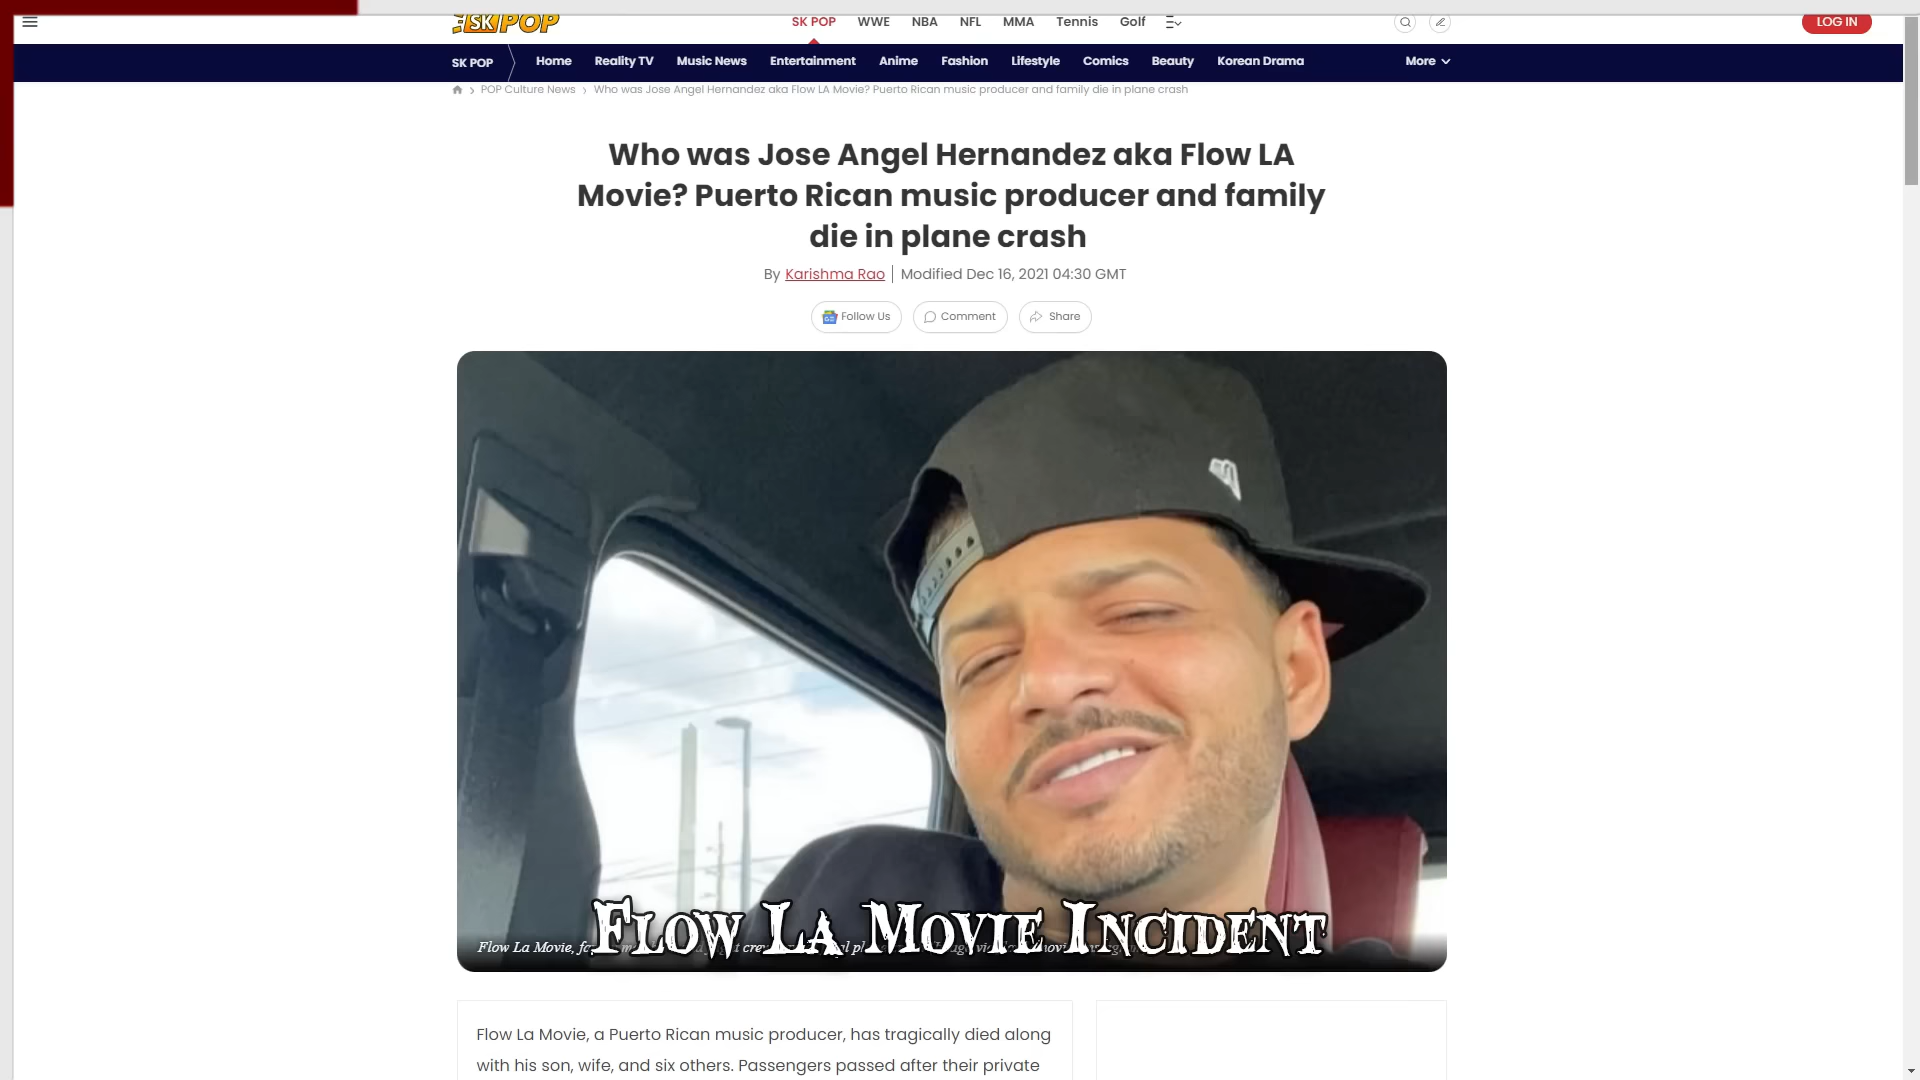 SK POP
SK POP WWE NBA NFL MMA Tennis Golf
LOG IN
SK POP Home Reality TV Music News Entertainment Anime Fashion Lifestyle Comics Beauty Korean Drama More
POP Culture News Who was Jose Angel Hernandez aka Flow LA Movie? Puerto Rican music producer and family die in plane crash
Who was Jose Angel Hernandez aka Flow LA
Movie? Puerto Rican music producer and family
die in plane crash
By Karishma Rao | Modified Dec 16, 2021 04:30 GMT
Follow Us Comment Share
Flow La Movie Incident
Flow La Movie,
Flow La Movie, a Puerto Rican music producer, has tragically died along
with his son, wife, and six others. Passengers passed after their private